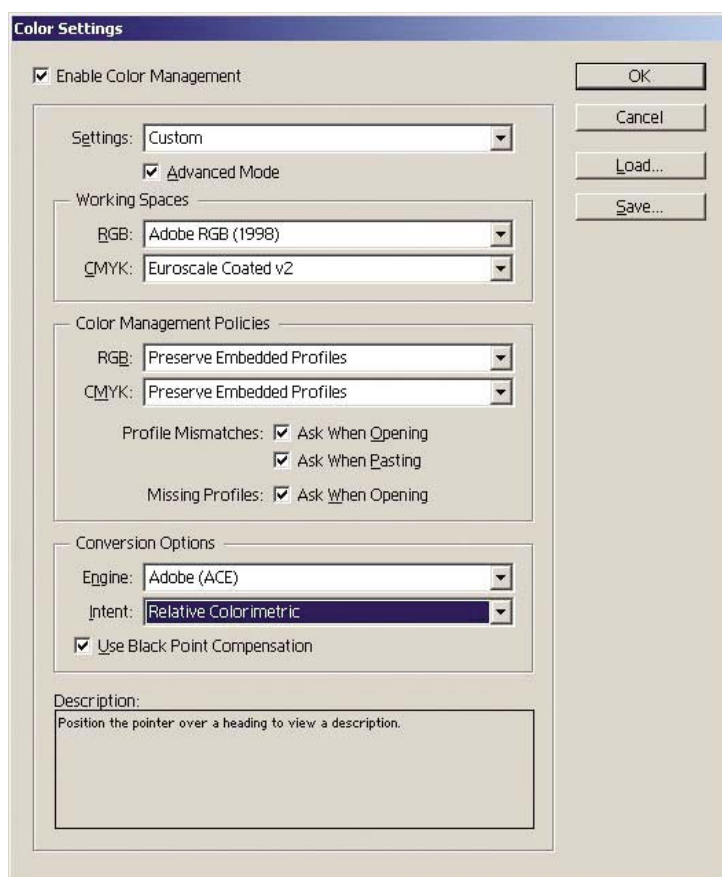 Color Settings
Enable Color Management
OK
Cancel
Load...
Save...
Settings: Custom
Advanced Mode
Working Spaces
RGB: Adobe RGB (1998)
CMYK: Euroscale Coated v2
Color Management Policies
RGB: Preserve Embedded Profiles
CMYK: Preserve Embedded Profiles
Profile Mismatches: Ask When Opening
Ask When Pasting
Missing Profiles: Ask When Opening
Conversion Options
Engine: Adobe (ACE)
Intent: Relative Colorimetric
Use Black Point Compensation
Description:
Position the pointer over a heading to view a description.